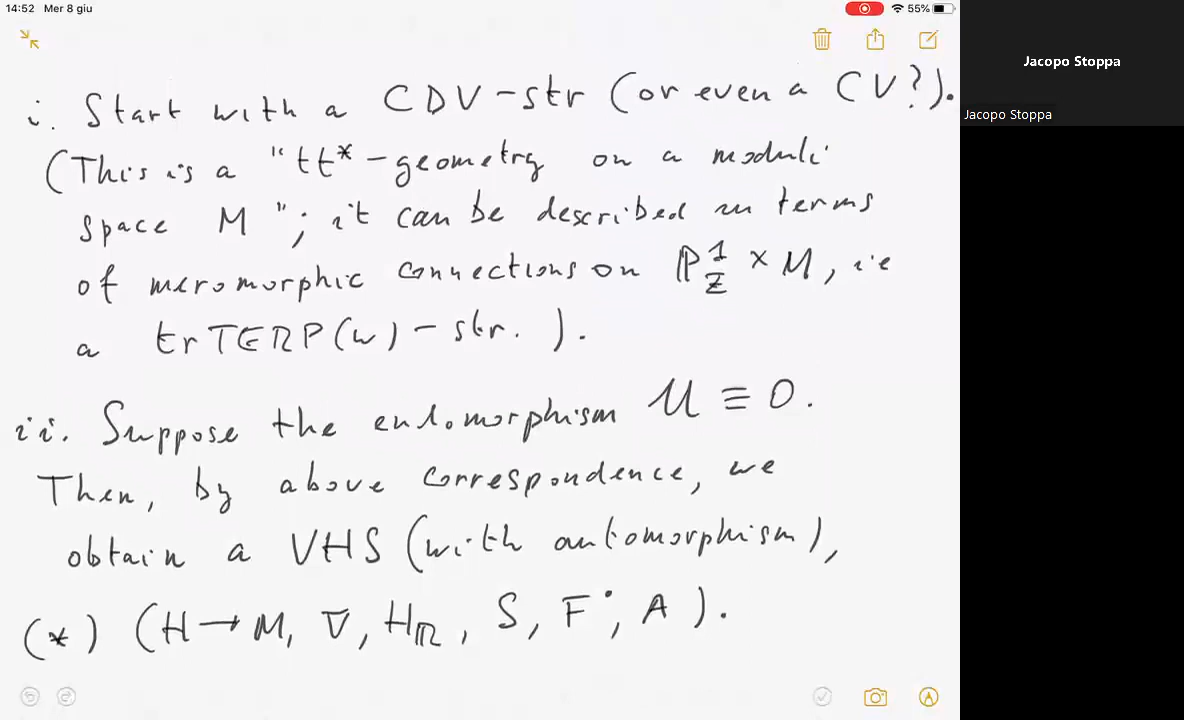 14:52 Mer 8 giu
55%
i. Start with a CDV-str (or even a CV?).
(This is a "tt*-geometry on a moduli
space M"; it can be described in terms
of meromorphic connections on ℙ¹_z × M, i.e
a trTERP(w)-str.).
ii. Suppose the endomorphism 𝒰 ≡ 0.
Then, by above correspondence, we
obtain a VHS (with automorphism),
(*) (H → M, ∇, H_ℝ, S, F^•, A).
Jacopo Stoppa
Jacopo Stoppa